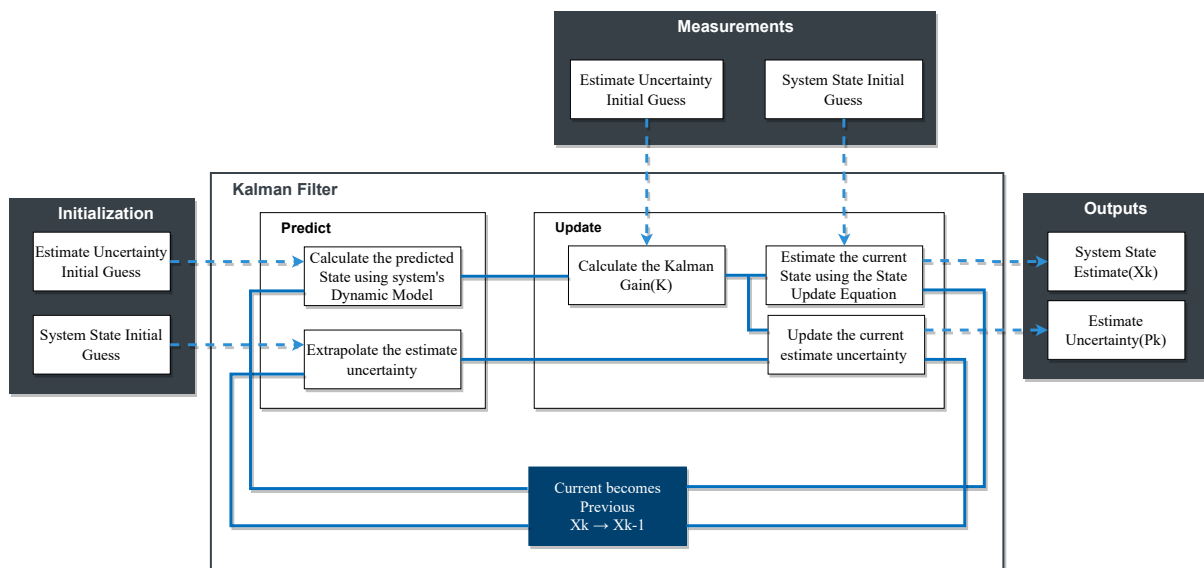 Measurements
Estimate Uncertainty
Initial Guess
System State Initial
Guess
Kalman Filter
Initialization
Estimate Uncertainty
Initial Guess
System State Initial
Guess
Predict
Calculate the predicted
State using system's
Dynamic Model
Extrapolate the estimate
uncertainty
Update
Calculate the Kalman
Gain(K)
Estimate the current
State using the State
Update Equation
Update the current
estimate uncertainty
Outputs
System State
Estimate(Xk)
Estimate
Uncertainty(Pk)
Current becomes
Previous
Xk → Xk-1